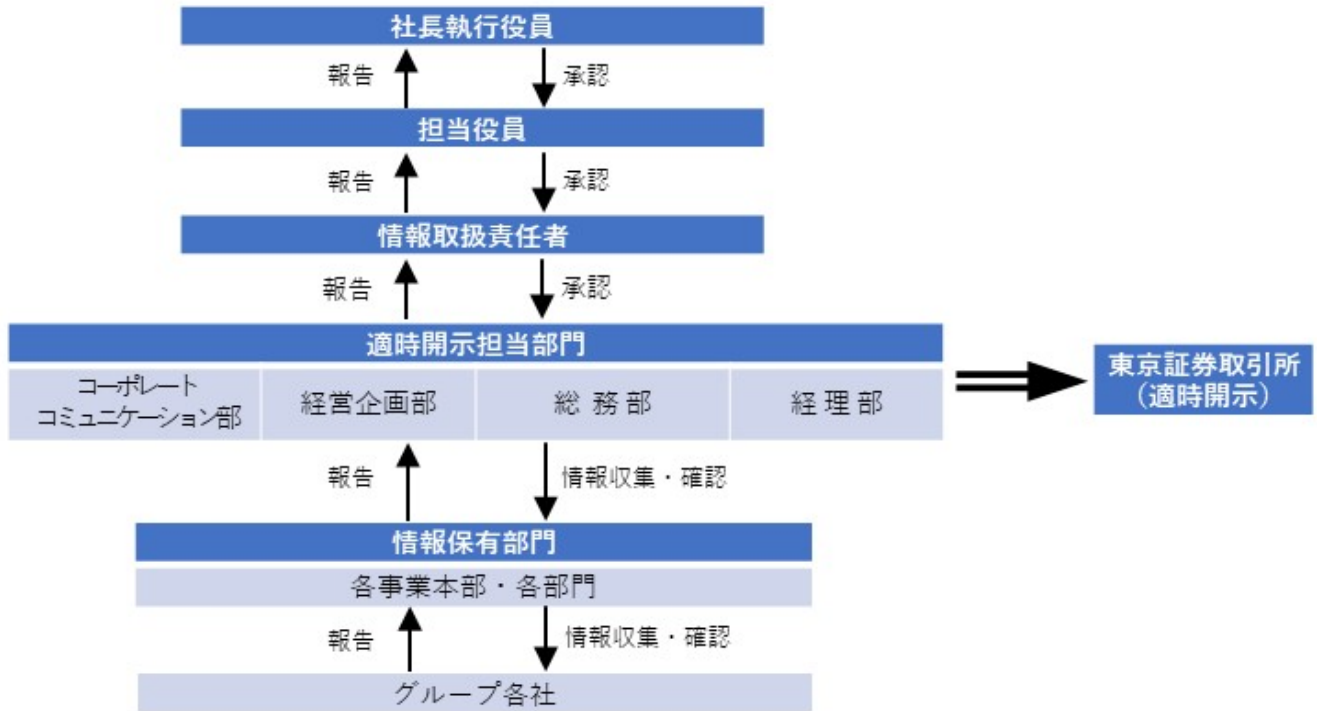 社長執行役員
報告
承認
担当役員
報告
承認
情報取扱責任者
報告
承認
適時開示担当部門
コーポレート
コミュニケーション部
経営企画部
総務部
経理部
東京証券取引所
（適時開示）
報告
情報収集・確認
情報保有部門
各事業本部・各部門
報告
情報収集・確認
グループ各社